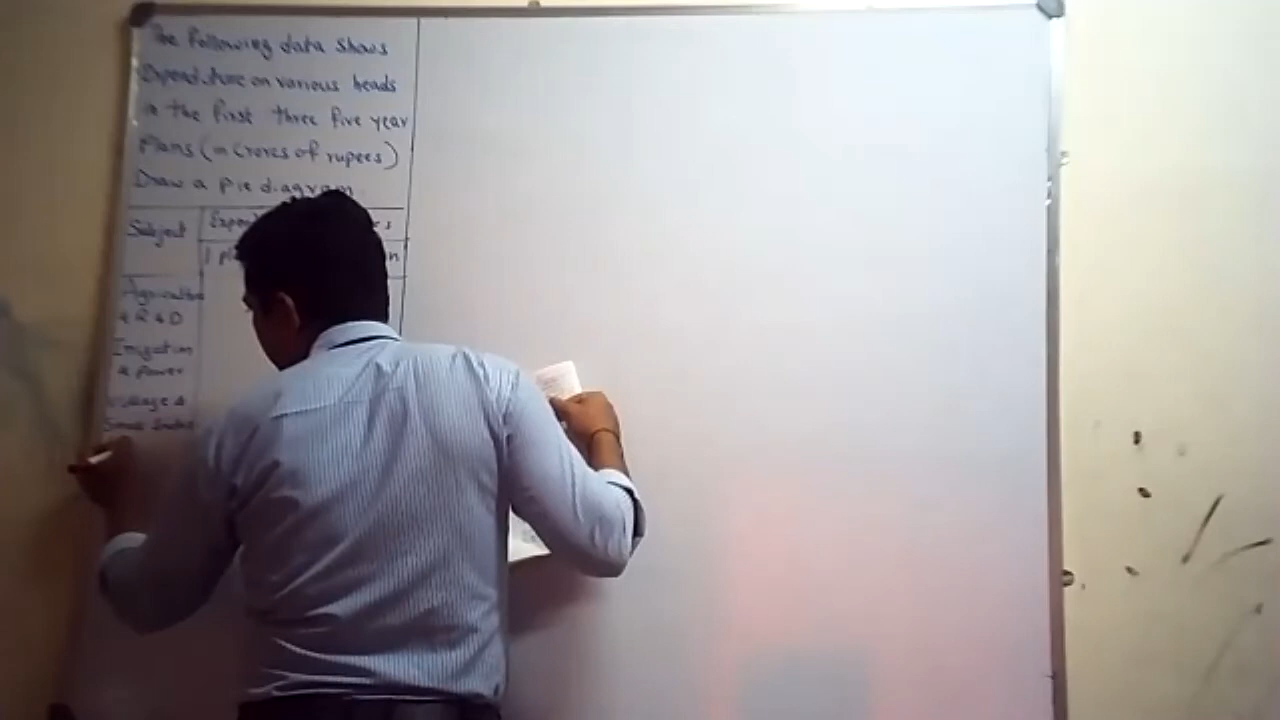 The following data shows
Expenditure on various heads
in the first three five year
Plans (in Crores of rupees)
Draw a pie diagram
Subject
I pl
Agriculture
& R & D
Irrigation
& power
Village &
Small